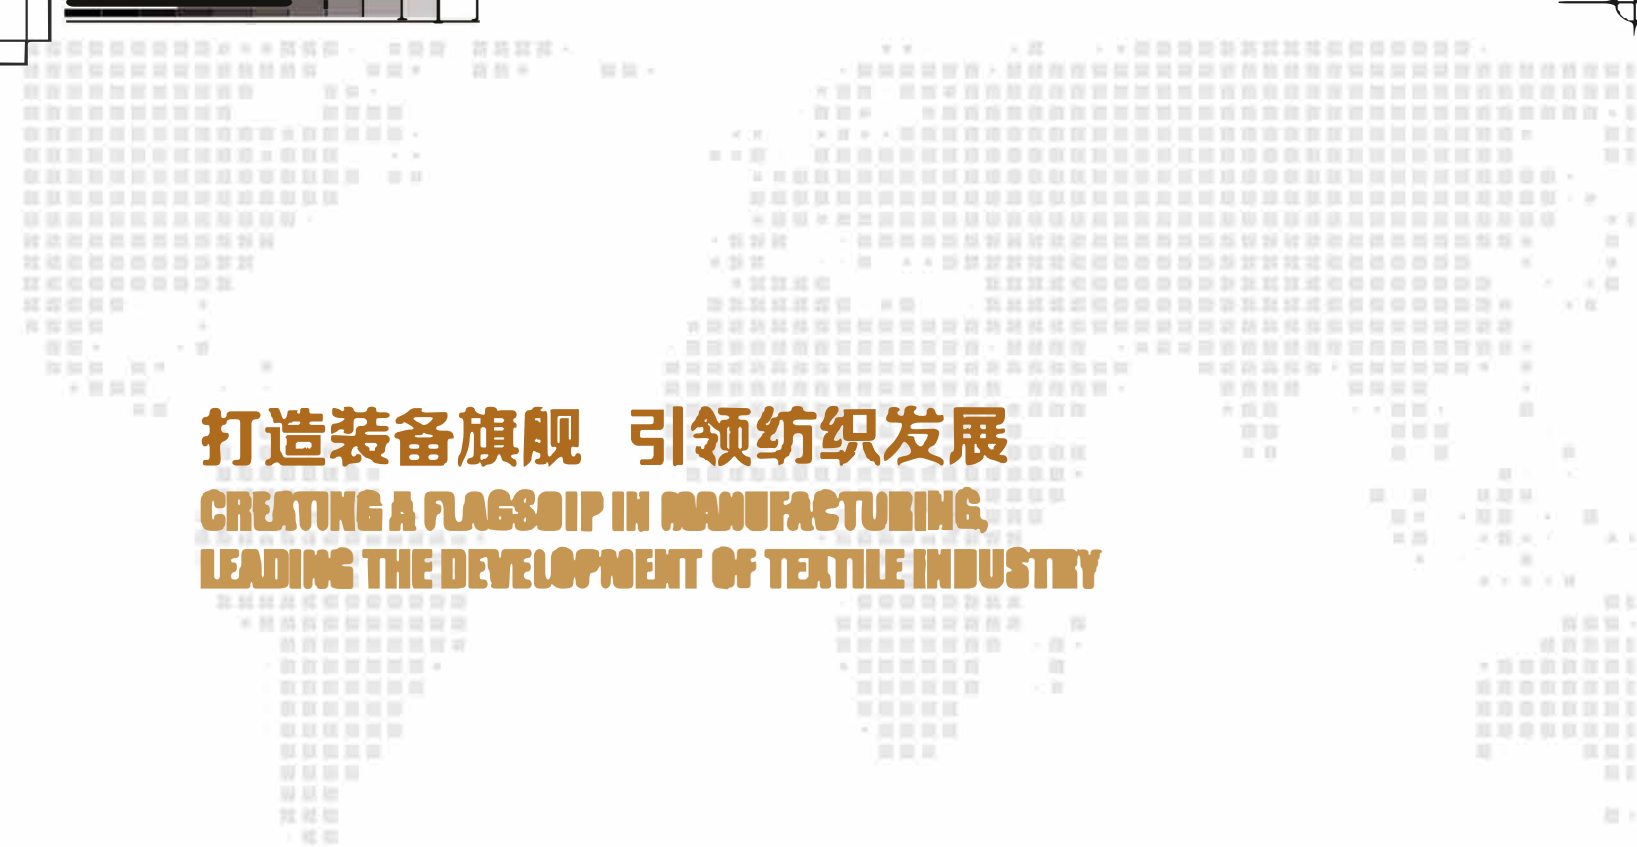 打造装备旗舰 引领纺织发展
CREATING A FLAGSHIP IN MANUFACTURING,
LEADING THE DEVELOPMENT OF TEXTILE INDUSTRY